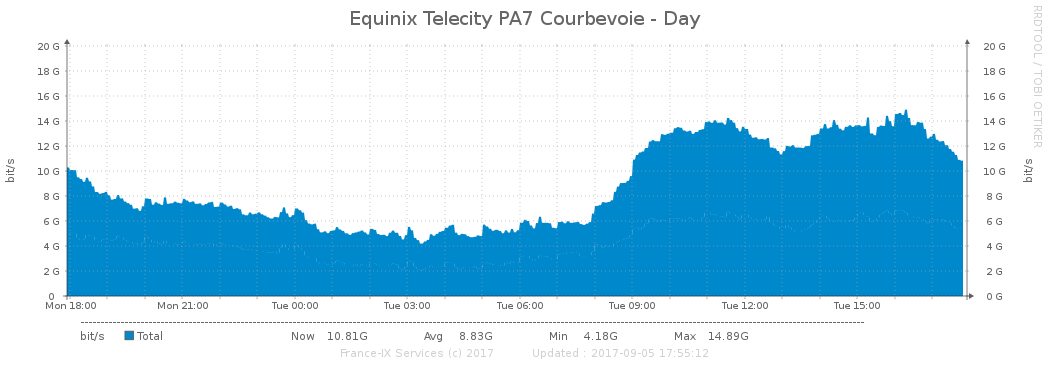 Equinix Telecity PA7 Courbevoie - Day
RRDTOOL / TOBI OETIKER
20 G 20 G
18 G 18 G
16 G 16 G
14 G 14 G
12 G 12 G
10 G 10 G
8 G 8 G
6 G 6 G
4 G 4 G
2 G 2 G
0 0 G
bit/s bit/s
Mon 18:00 Mon 21:00 Tue 00:00 Tue 03:00 Tue 06:00 Tue 09:00 Tue 12:00 Tue 15:00
bit/s Total Now 10.81G Avg 8.83G Min 4.18G Max 14.89G
France-IX Services (c) 2017 Updated : 2017-09-05 17:55:12